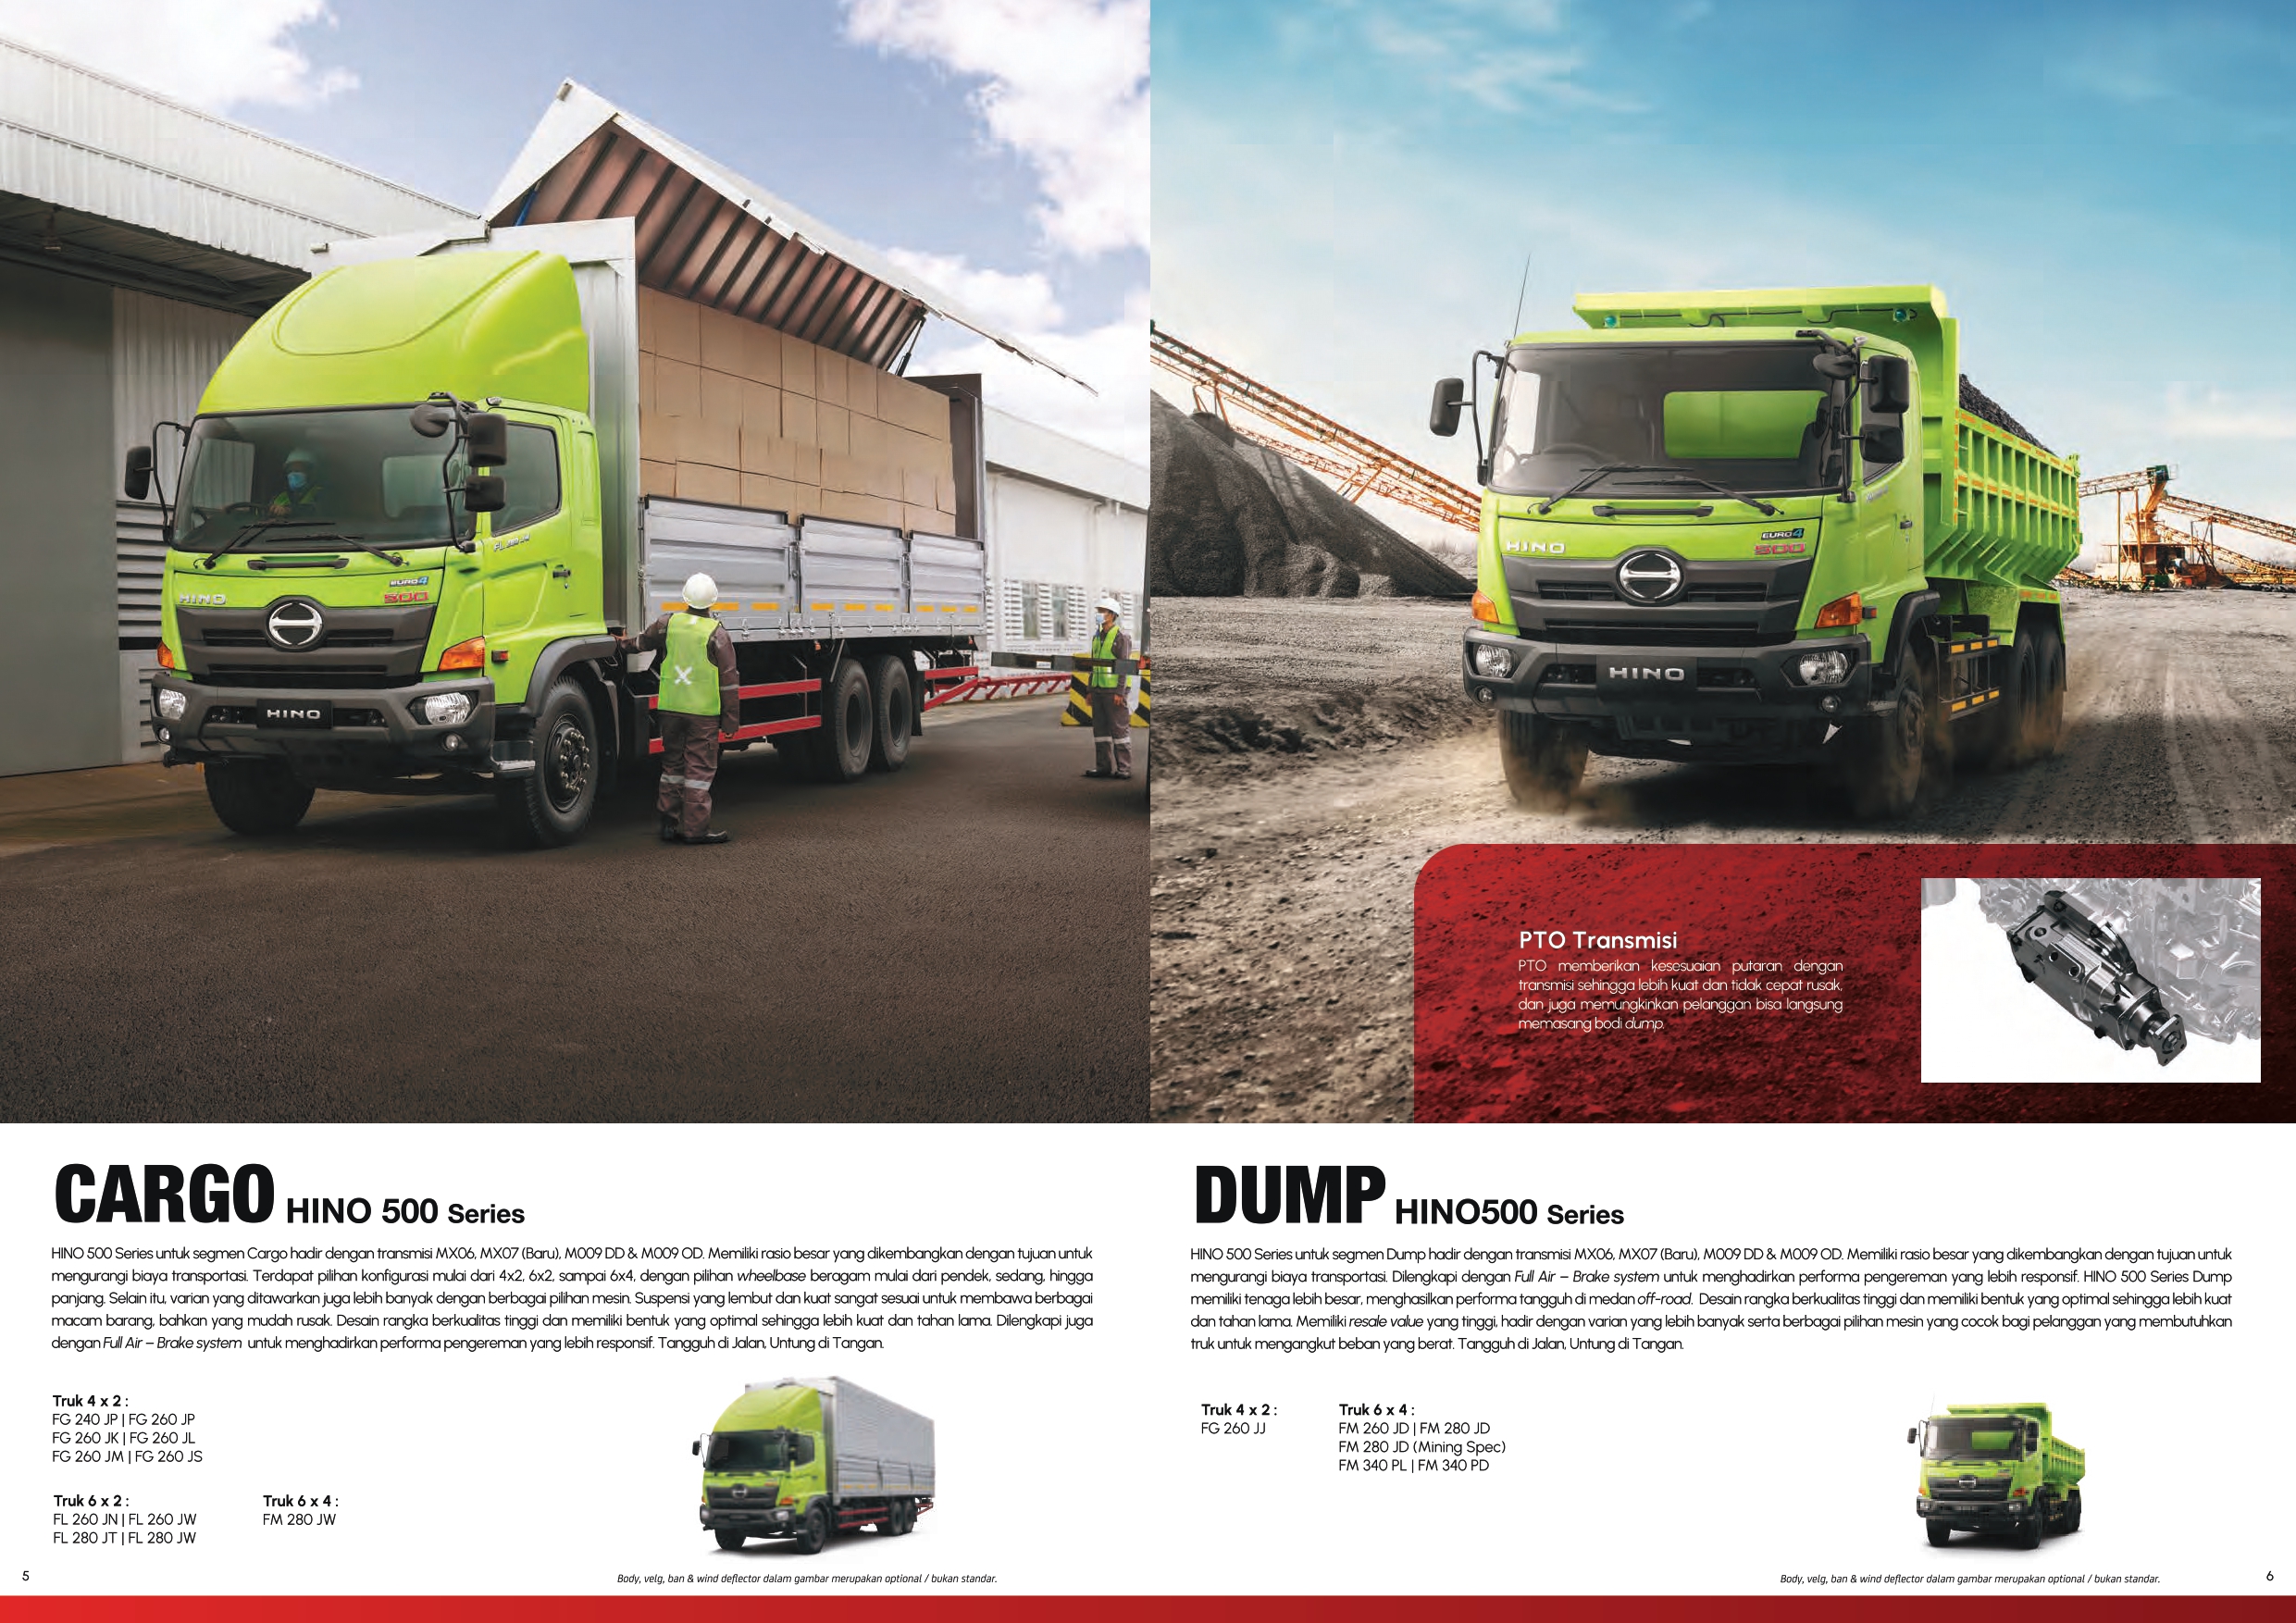 HINO
EURO4
500
HINO
HINO
EURO4
500
HINO
PTO Transmisi
PTO memberikan kesesuaian putaran dengan
transmisi sehingga lebih kuat dan tidak cepat rusak,
dan juga memungkinkan pelanggan bisa langsung
memasang bodi dump.
CARGO HINO 500 Series
HINO 500 Series untuk segmen Cargo hadir dengan transmisi MX06, MX07 (Baru), M009 DD & M009 OD. Memiliki rasio besar yang dikembangkan dengan tujuan untuk
mengurangi biaya transportasi. Terdapat pilihan konfigurasi mulai dari 4x2, 6x2, sampai 6x4, dengan pilihan wheelbase beragam mulai dari pendek, sedang, hingga
panjang. Selain itu, varian yang ditawarkan juga lebih banyak dengan berbagai pilihan mesin. Suspensi yang lembut dan kuat sangat sesuai untuk membawa berbagai
macam barang, bahkan yang mudah rusak. Desain rangka berkualitas tinggi dan memiliki bentuk yang optimal sehingga lebih kuat dan tahan lama. Dilengkapi juga
dengan Full Air – Brake system untuk menghadirkan performa pengereman yang lebih responsif. Tangguh di Jalan, Untung di Tangan.
Truk 4 x 2 :
FG 240 JP | FG 260 JP
FG 260 JK | FG 260 JL
FG 260 JM | FG 260 JS
Truk 6 x 2 :
FL 260 JN | FL 260 JW
FL 280 JT | FL 280 JW
Truk 6 x 4 :
FM 280 JW
5
Body, velg, ban & wind deflector dalam gambar merupakan optional / bukan standar.
DUMP HINO500 Series
HINO 500 Series untuk segmen Dump hadir dengan transmisi MX06, MX07 (Baru), M009 DD & M009 OD. Memiliki rasio besar yang dikembangkan dengan tujuan untuk
mengurangi biaya transportasi. Dilengkapi dengan Full Air – Brake system untuk menghadirkan performa pengereman yang lebih responsif. HINO 500 Series Dump
memiliki tenaga lebih besar, menghasilkan performa tangguh di medan off-road. Desain rangka berkualitas tinggi dan memiliki bentuk yang optimal sehingga lebih kuat
dan tahan lama. Memiliki resale value yang tinggi, hadir dengan varian yang lebih banyak serta berbagai pilihan mesin yang cocok bagi pelanggan yang membutuhkan
truk untuk mengangkut beban yang berat. Tangguh di Jalan, Untung di Tangan.
Truk 4 x 2 :
FG 260 JJ
Truk 6 x 4 :
FM 260 JD | FM 280 JD
FM 280 JD (Mining Spec)
FM 340 PL | FM 340 PD
Body, velg, ban & wind deflector dalam gambar merupakan optional / bukan standar.
6